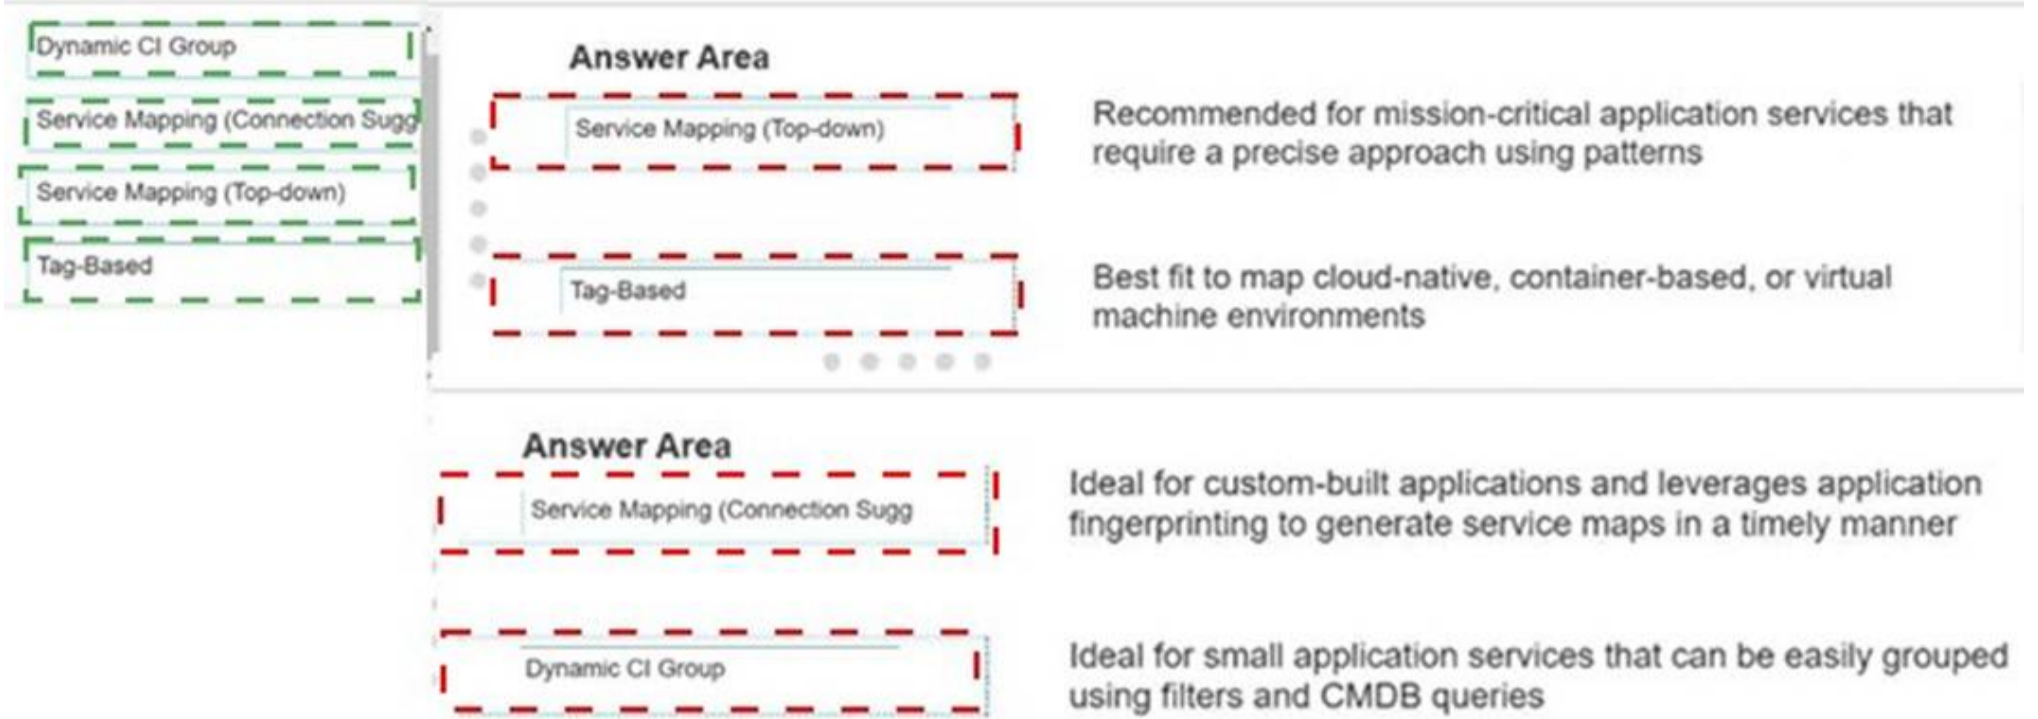 Dynamic CI Group
Service Mapping (Connection Sugg
Service Mapping (Top-down)
Tag-Based
Answer Area
Service Mapping (Top-down)
Recommended for mission-critical application services that
require a precise approach using patterns
Tag-Based
Best fit to map cloud-native, container-based, or virtual
machine environments
Answer Area
Service Mapping (Connection Sugg
Ideal for custom-built applications and leverages application
fingerprinting to generate service maps in a timely manner
Dynamic CI Group
Ideal for small application services that can be easily grouped
using filters and CMDB queries